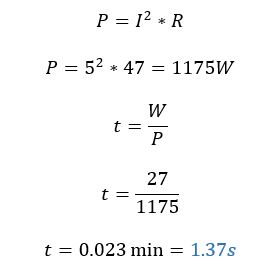 P = I² * R
P = 5² * 47 = 1175W
t = W/P
t = 27/1175
t = 0.023 min = 1.37s